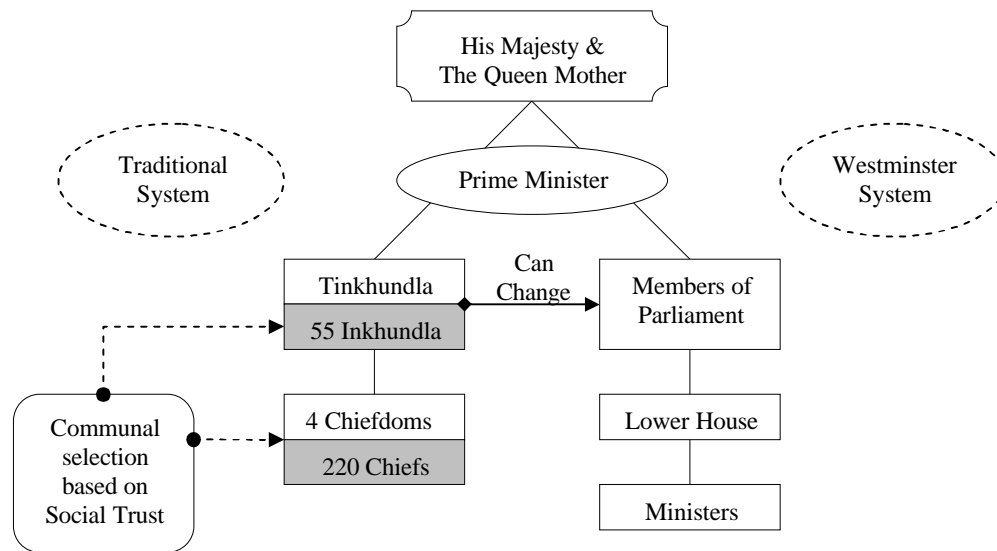 His Majesty &
The Queen Mother
Traditional
System
Prime Minister
Westminster
System
Tinkhundla
55 Inkhundla
Can
Change
Members of
Parliament
Communal
selection
based on
Social Trust
4 Chiefdoms
220 Chiefs
Lower House
Ministers